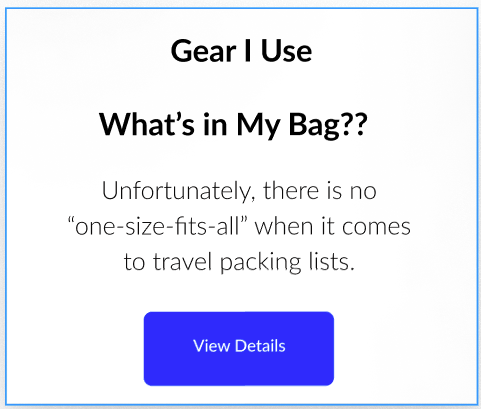 Gear I Use
What’s in My Bag??
Unfortunately, there is no
“one-size-fits-all” when it comes
to travel packing lists.
View Details